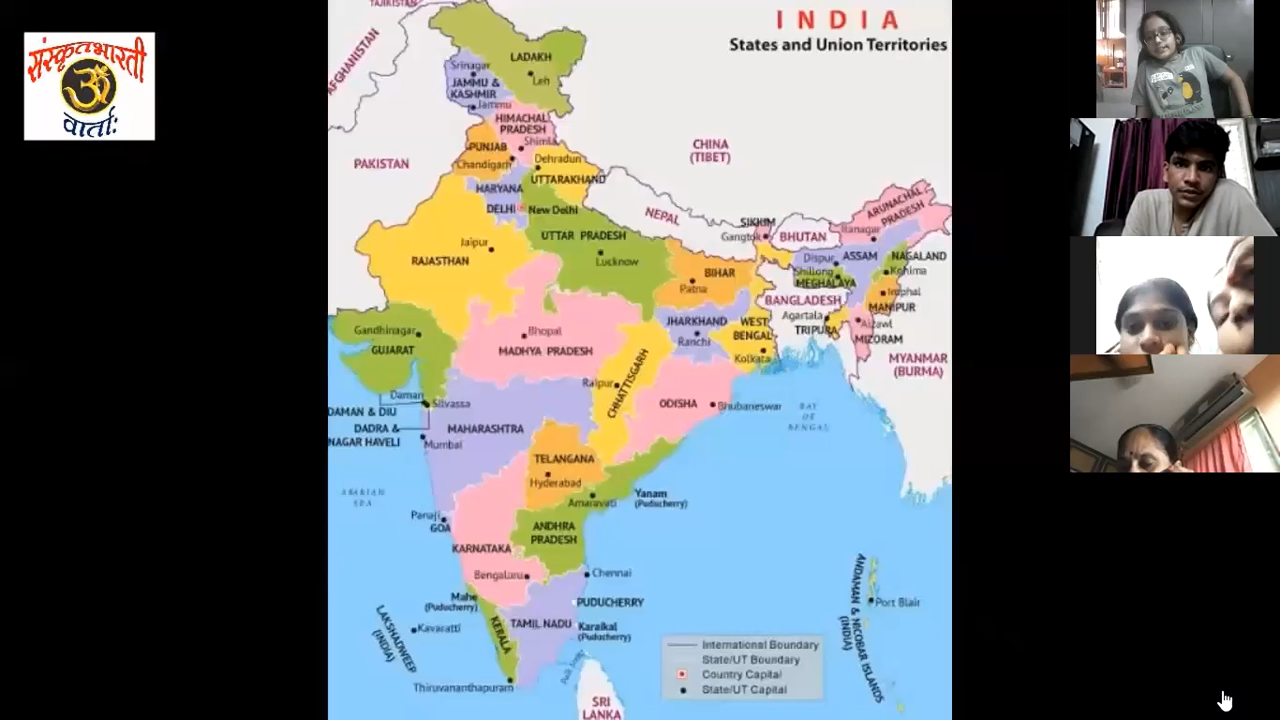 संस्कृतभारती
ॐ
वार्ताः
INDIA
States and Union Territories
TAJIKISTAN
AFGHANISTAN
PAKISTAN
CHINA
(TIBET)
NEPAL
BHUTAN
BANGLADESH
MYANMAR
(BURMA)
SRI
LANKA
LADAKH
Leh
Srinagar
JAMMU &
KASHMIR
Jammu
HIMACHAL
PRADESH
Shimla
PUNJAB
Chandigarh
Dehradun
UTTARAKHAND
HARYANA
DELHI
New Delhi
UTTAR PRADESH
Lucknow
Jaipur
RAJASTHAN
BIHAR
Patna
SIKKIM
Gangtok
ARUNACHAL
PRADESH
Itanagar
Dispur
ASSAM
NAGALAND
Kohima
Shillong
MEGHALAYA
Imphal
MANIPUR
Agartala
TRIPURA
Aizawl
MIZORAM
Gandhinagar
GUJARAT
Bhopal
MADHYA PRADESH
JHARKHAND
Ranchi
WEST
BENGAL
Kolkata
Raipur
CHHATTISGARH
ODISHA
Bhubaneswar
Daman
Silvassa
DAMAN & DIU
DADRA &
NAGAR HAVELI
MAHARASHTRA
Mumbai
TELANGANA
Hyderabad
Amaravati
Yanam
(Puducherry)
ANDHRA
PRADESH
Panaji
GOA
KARNATAKA
Bengaluru
Chennai
Mahe
(Puducherry)
PUDUCHERRY
TAMIL NADU
Karaikal
(Puducherry)
KERALA
Thiruvananthapuram
LAKSHADWEEP
(INDIA)
Kavaratti
ANDAMAN & NICOBAR ISLANDS
(INDIA)
Port Blair
ARABIAN
SEA
BAY
OF
BENGAL
International Boundary
State/UT Boundary
Country Capital
State/UT Capital